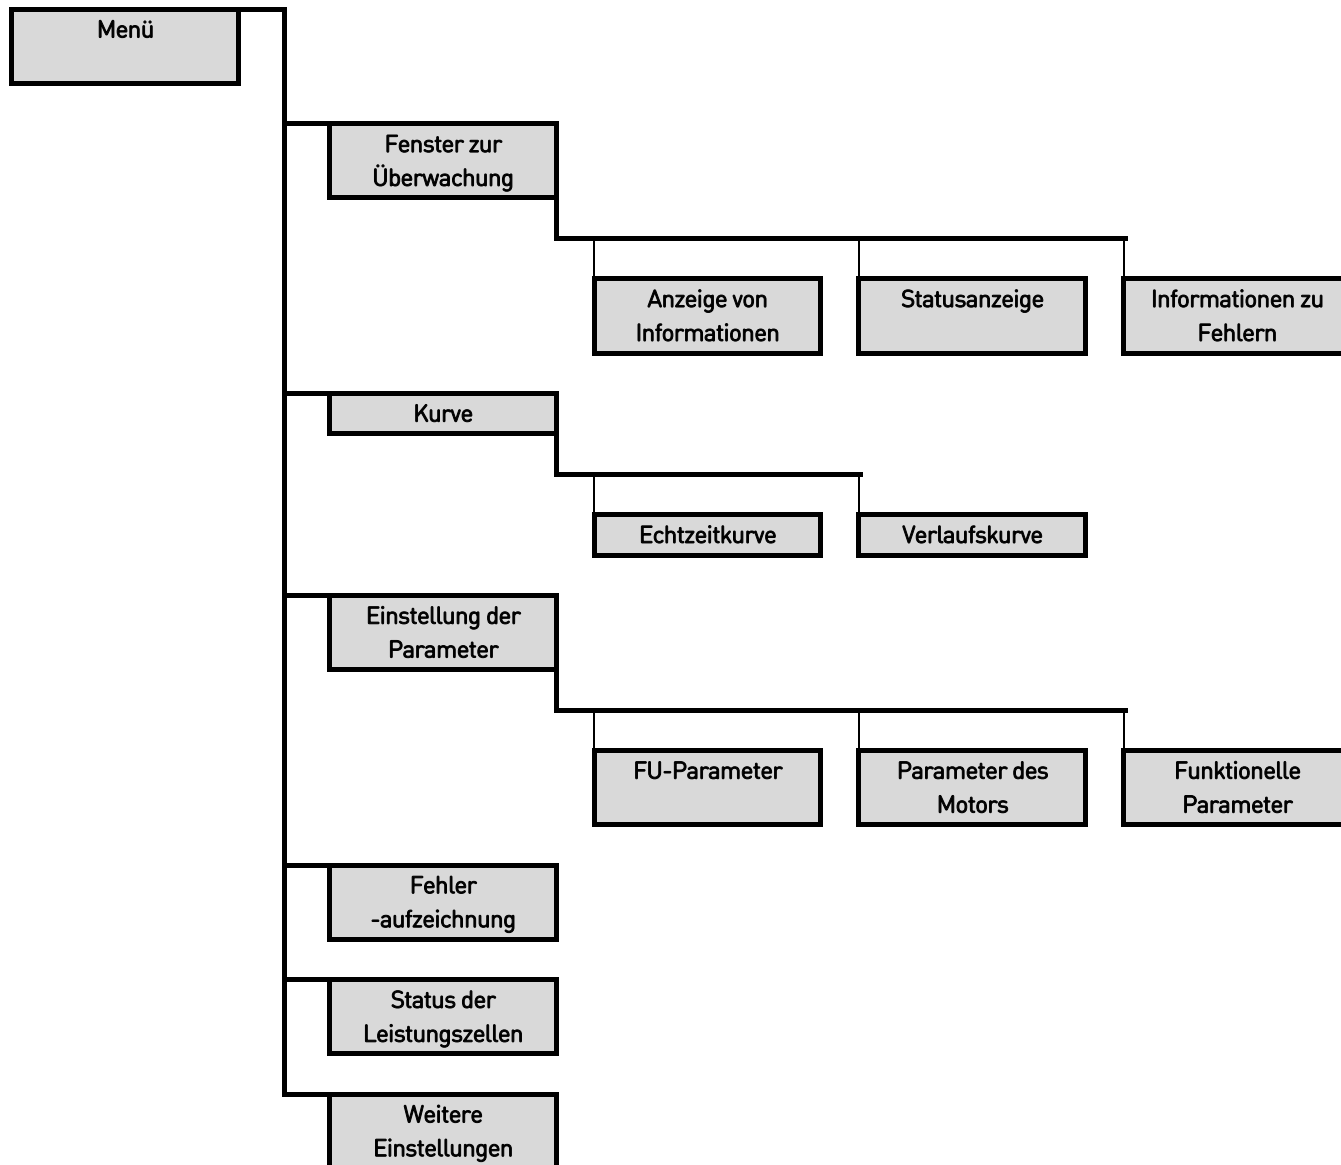 Menü
Fenster zur
Überwachung
Anzeige von
Informationen
Statusanzeige
Informationen zu
Fehlern
Kurve
Echtzeitkurve
Verlaufskurve
Einstellung der
Parameter
FU-Parameter
Parameter des
Motors
Funktionelle
Parameter
Fehler
-aufzeichnung
Status der
Leistungszellen
Weitere
Einstellungen